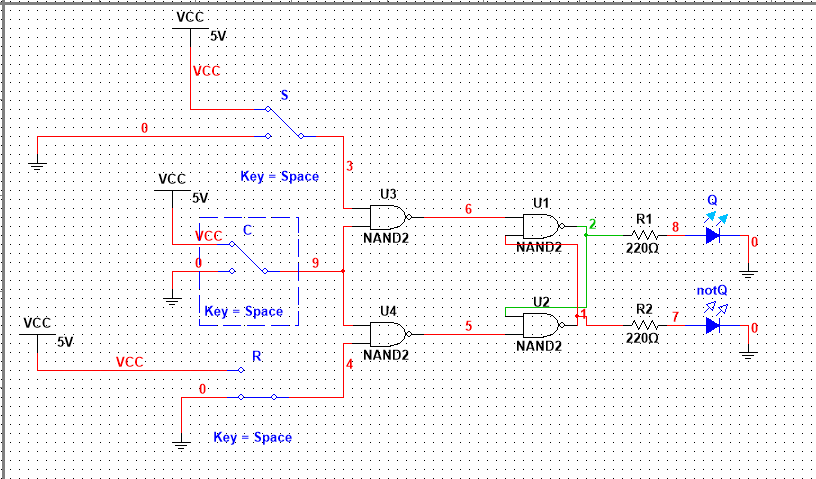 VCC
5V
VCC
S
0
Key = Space
3
VCC
5V
VCC
C
0
9
Key = Space
U3
NAND2
6
U1
NAND2
2
R1
220Ω
8
Q
0
U4
NAND2
5
U2
NAND2
1
R2
220Ω
7
notQ
0
VCC
5V
VCC
R
0
4
Key = Space